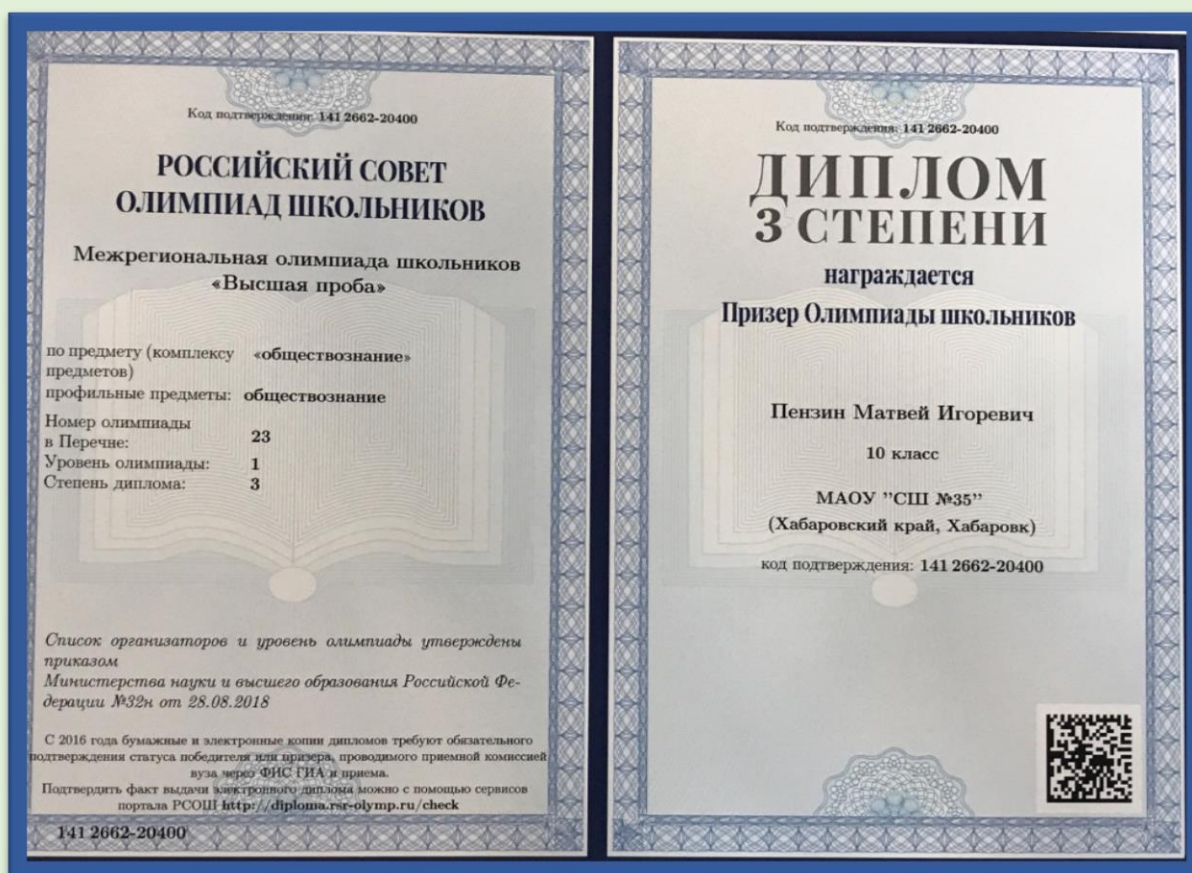 Код подтверждения: 141 2662-20400
РОССИЙСКИЙ СОВЕТ
ОЛИМПИАД ШКОЛЬНИКОВ
Межрегиональная олимпиада школьников
«Высшая проба»
по предмету (комплексу предметов) «обществознание»
профильные предметы: обществознание
Номер олимпиады
в Перечне: 23
Уровень олимпиады: 1
Степень диплома: 3
Список организаторов и уровень олимпиады утверждены
приказом
Министерства науки и высшего образования Российской Фе-
дерации №32н от 28.08.2018
С 2016 года бумажные и электронные копии дипломов требуют обязательного
подтверждения статуса победителя или призера, проводимого приемной комиссией
вуза через ФИС ГИА и приема.
Подтвердить факт выдачи электронного диплома можно с помощью сервисов
портала РСОШ http://diploma.rsr-olymp.ru/check
141 2662-20400
Код подтверждения: 141 2662-20400
ДИПЛОМ
3 СТЕПЕНИ
награждается
Призер Олимпиады школьников
Пензин Матвей Игоревич
10 класс
МАОУ "СШ №35"
(Хабаровский край, Хабаровк)
код подтверждения: 141 2662-20400